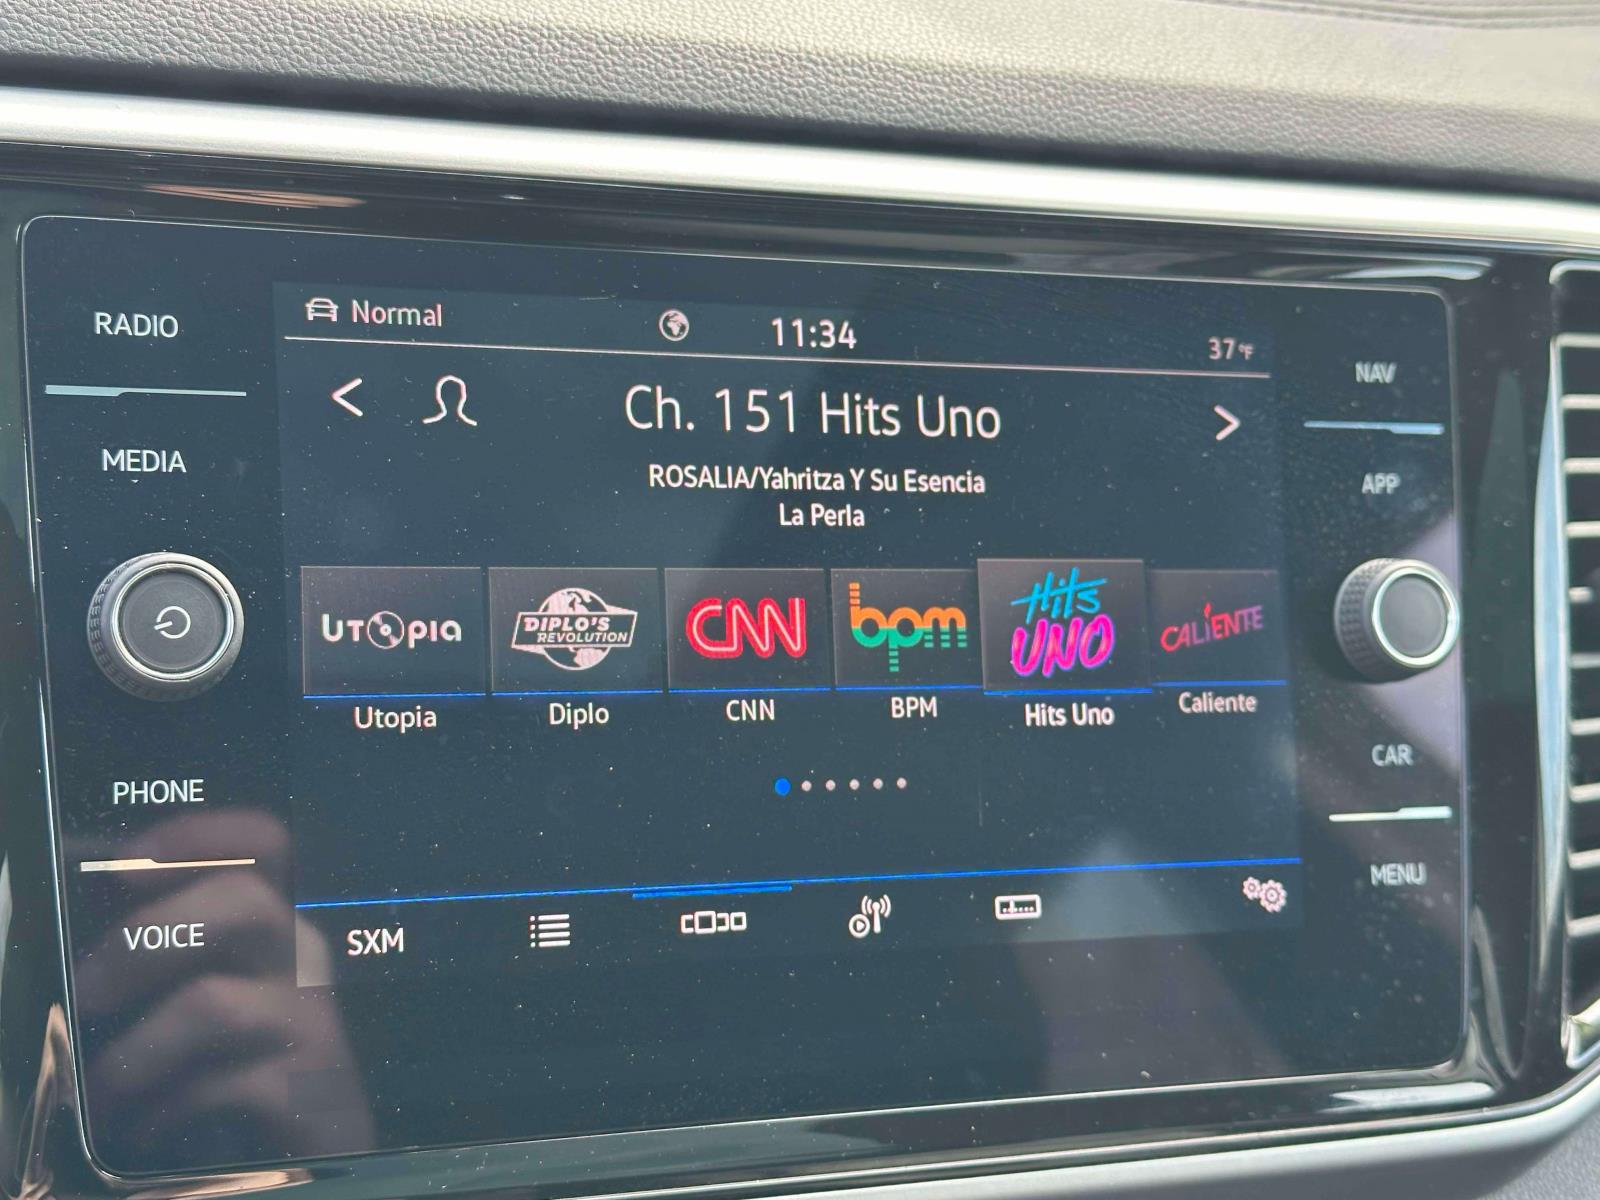 RADIO
MEDIA
PHONE
VOICE
Normal
11:34
37°F
Ch. 151 Hits Uno
ROSALIA/Yahritza Y Su Esencia
La Perla
UTOPIA
DIPLO'S
REVOLUTION
CNN
bpm
Hits
UNO
CALIENTE
Utopia
Diplo
CNN
BPM
Hits Uno
Caliente
SXM
NAV
APP
CAR
MENU